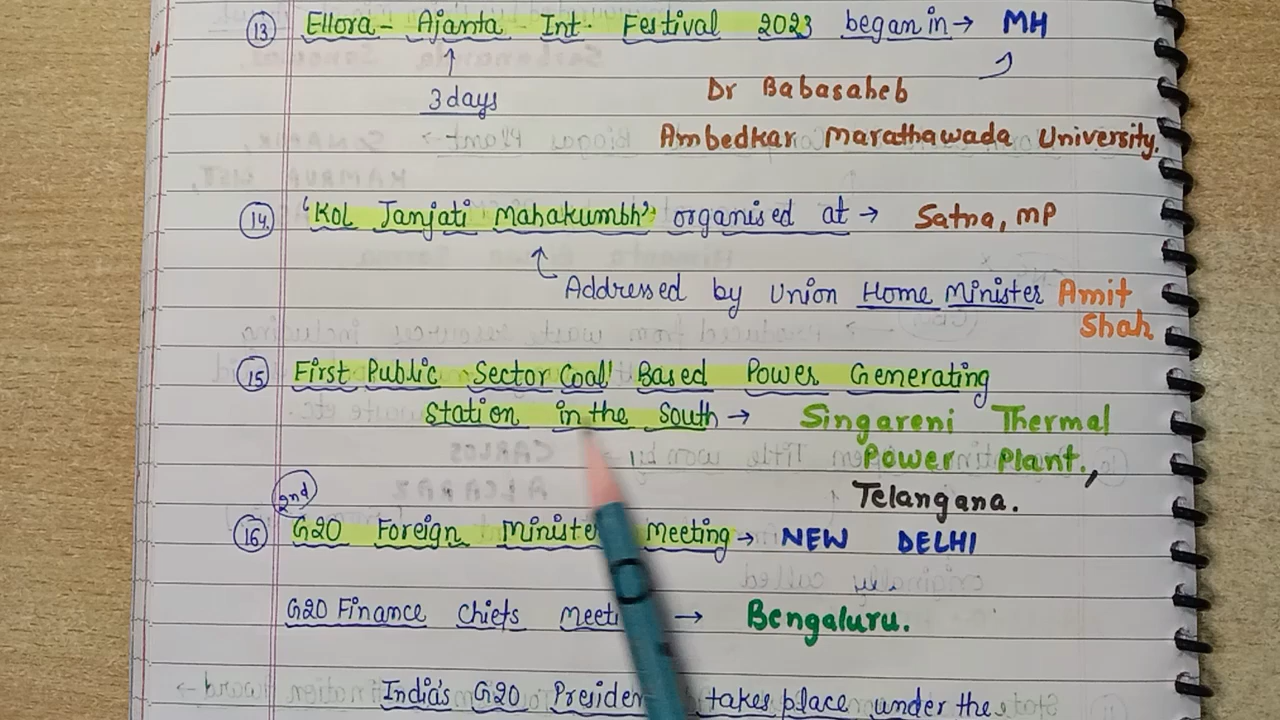 13 Ellora - Ajanta Int. Festival 2023 began in → MH
3 days
Dr Babasaheb
Ambedkar Marathawada University.
14. 'Kol Janjati Mahakumbh' organised at → Satna, MP
Addressed by Union Home Minister Amit
Shah
15 First Public Sector Coal Based Power Generating
Station in the South → Singareni Thermal
Power Plant.,
Telangana.
2nd
16 G20 Foreign Ministe Meeting → NEW DELHI
G20 Finance Chiefs Meeti → Bengaluru.
India's G20 Presiden takes place under the